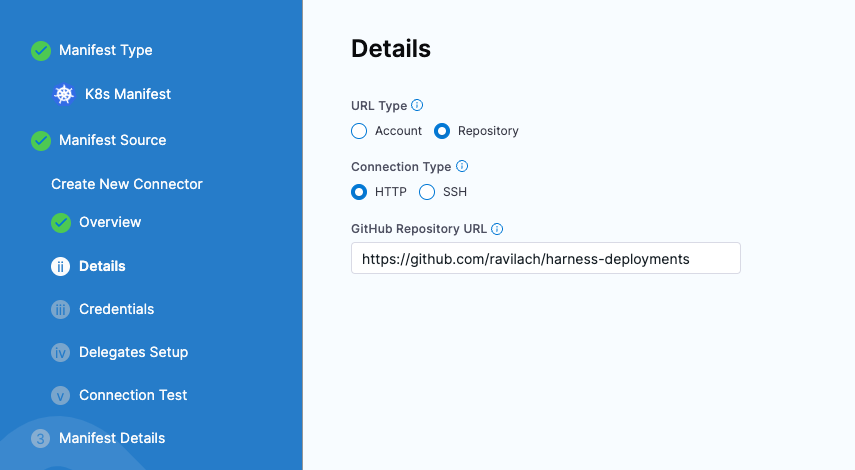 Manifest Type
K8s Manifest
Manifest Source
Create New Connector
Overview
ii Details
iii Credentials
iv Delegates Setup
v Connection Test
3 Manifest Details
Details
URL Type
Account Repository
Connection Type
HTTP SSH
GitHub Repository URL
https://github.com/ravilach/harness-deployments